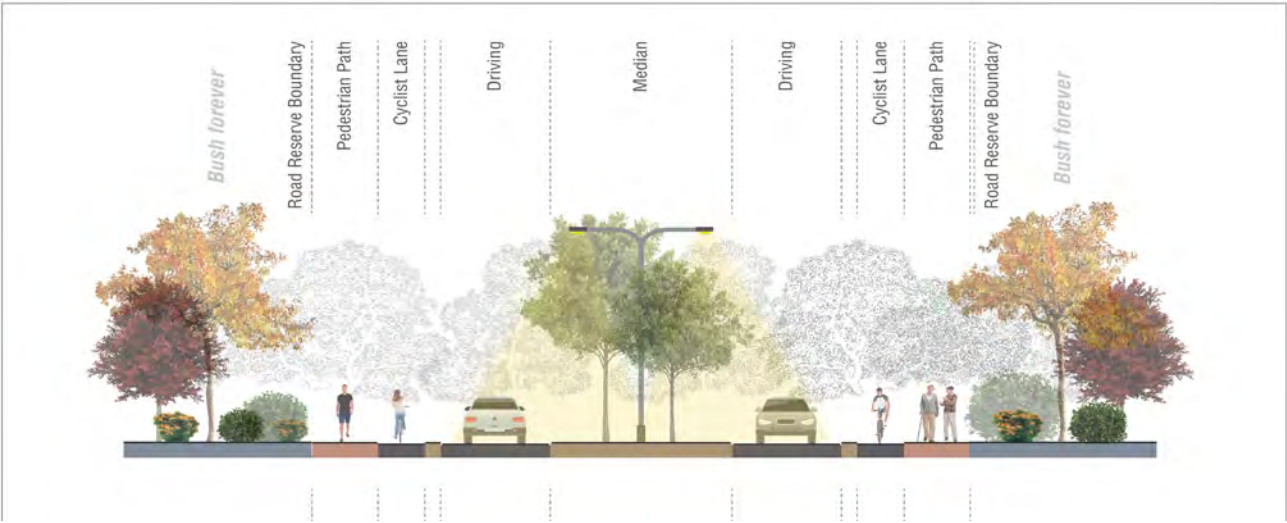 Bush forever
Road Reserve Boundary
Pedestrian Path
Cyclist Lane
Driving
Median
Driving
Cyclist Lane
Pedestrian Path
Road Reserve Boundary
Bush forever